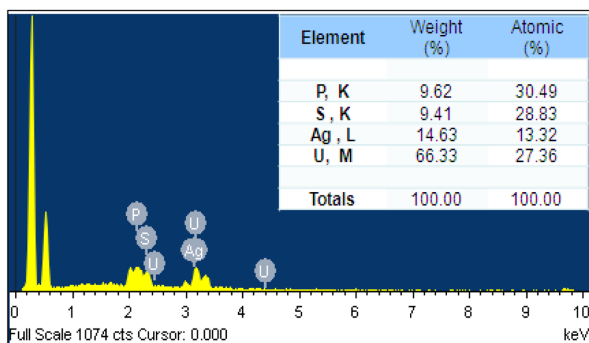 Element Weight (%) Atomic (%)
P, K 9.62 30.49
S , K 9.41 28.83
Ag , L 14.63 13.32
U, M 66.33 27.36
Totals 100.00 100.00
P
S
U
U
Ag
U
0 1 2 3 4 5 6 7 8 9 10
Full Scale 1074 cts Cursor: 0.000 keV